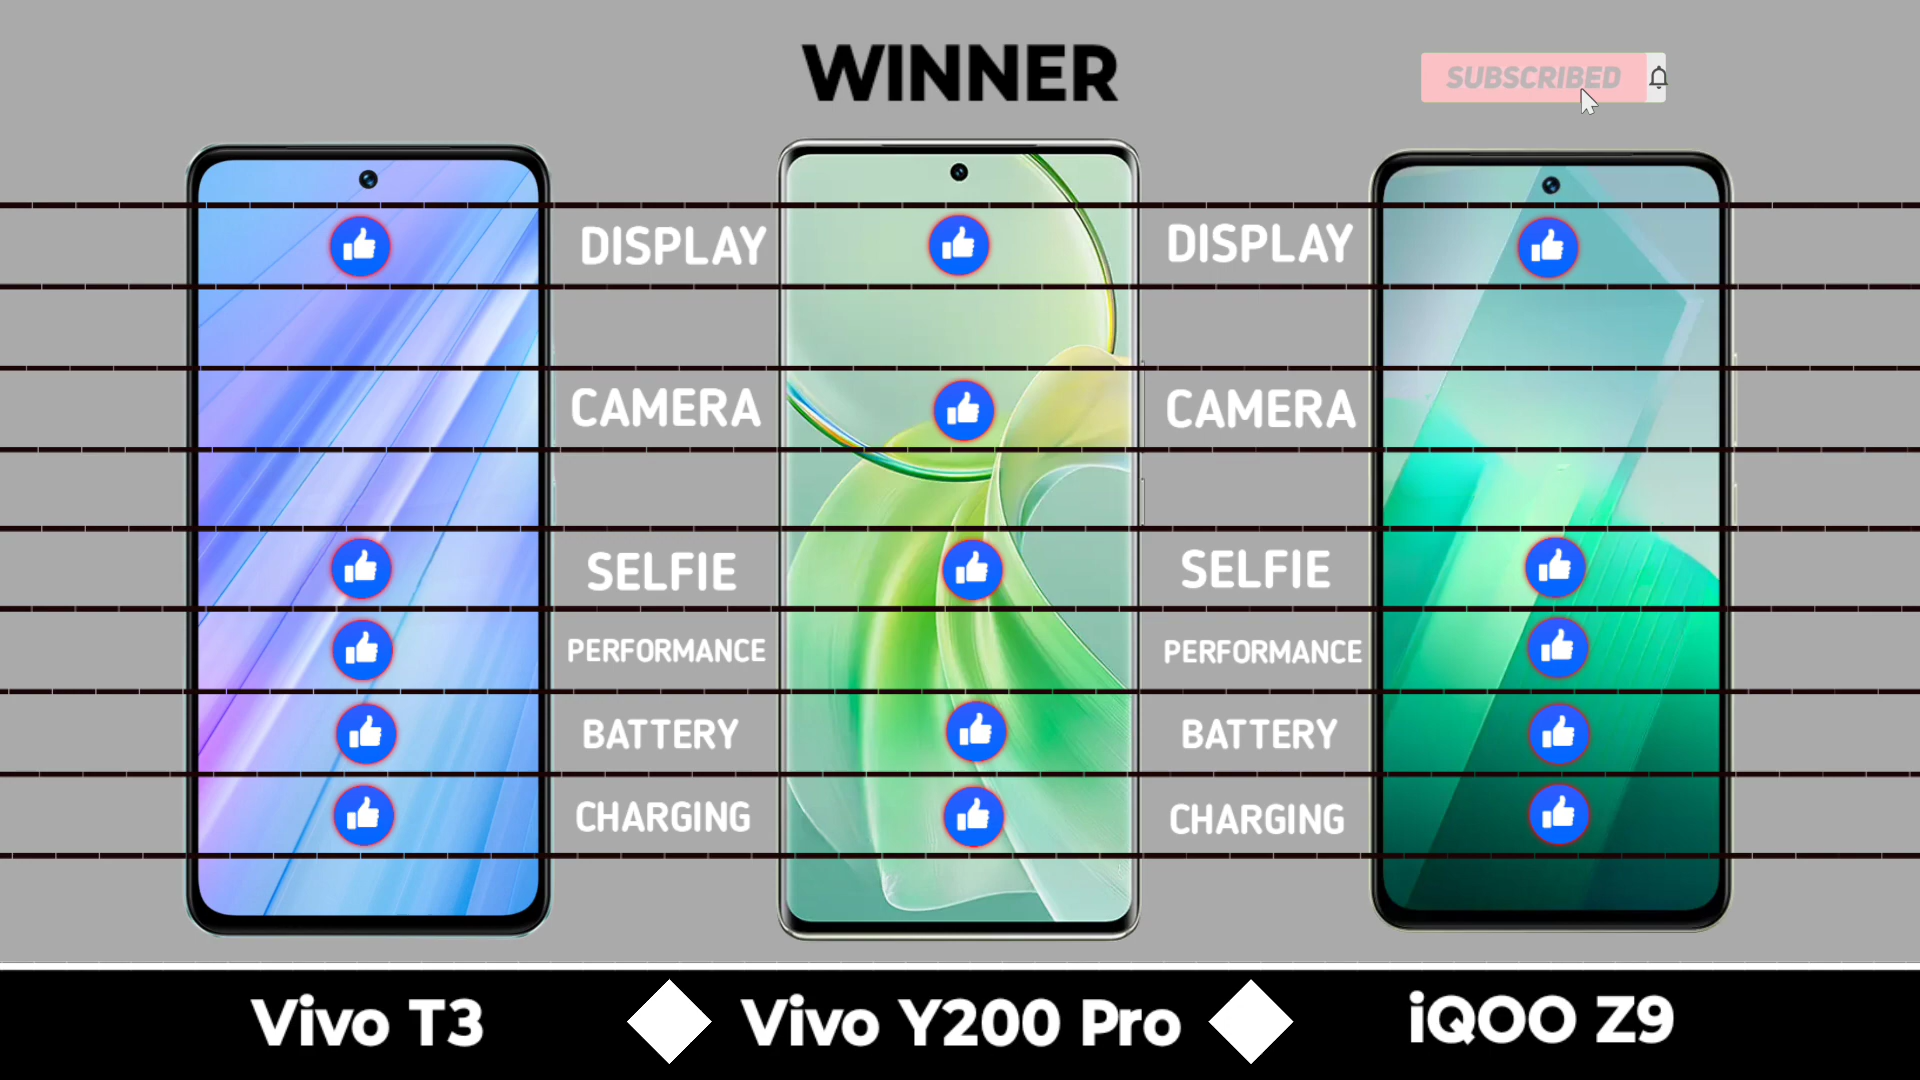 WINNER
SUBSCRIBED
DISPLAY DISPLAY
CAMERA CAMERA
SELFIE SELFIE
PERFORMANCE PERFORMANCE
BATTERY BATTERY
CHARGING CHARGING
Vivo T3 Vivo Y200 Pro iQOO Z9